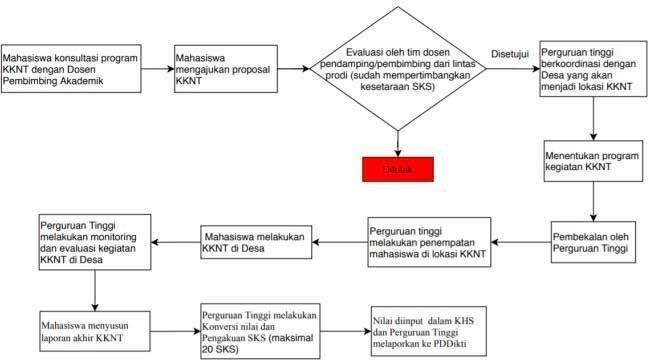 Mahasiswa konsultasi program
KKNT dengan Dosen
Pembimbing Akademik
Mahasiswa
mengajukan proposal
KKNT
Evaluasi oleh tim dosen
pendamping/pembimbing dari lintas
prodi (sudah mempertimbangkan
kesetaraan SKS)
Disetujui
Perguruan tinggi
berkoordinasi dengan
Desa yang akan
menjadi lokasi KKNT
Ditolak
Menentukan program
kegiatan KKNT
Pembekalan oleh
Perguruan Tinggi
Perguruan tinggi
melakukan penempatan
mahasiswa di lokasi KKNT
Mahasiswa melakukan
KKNT di Desa
Perguruan Tinggi
melakukan monitoring
dan evaluasi kegiatan
KKNT di Desa
Mahasiswa menyusun
laporan akhir KKNT
Perguruan Tinggi melakukan
Konversi nilai dan
Pengakuan SKS (maksimal
20 SKS)
Nilai diinput dalam KHS
dan Perguruan Tinggi
melaporkan ke PDDikti